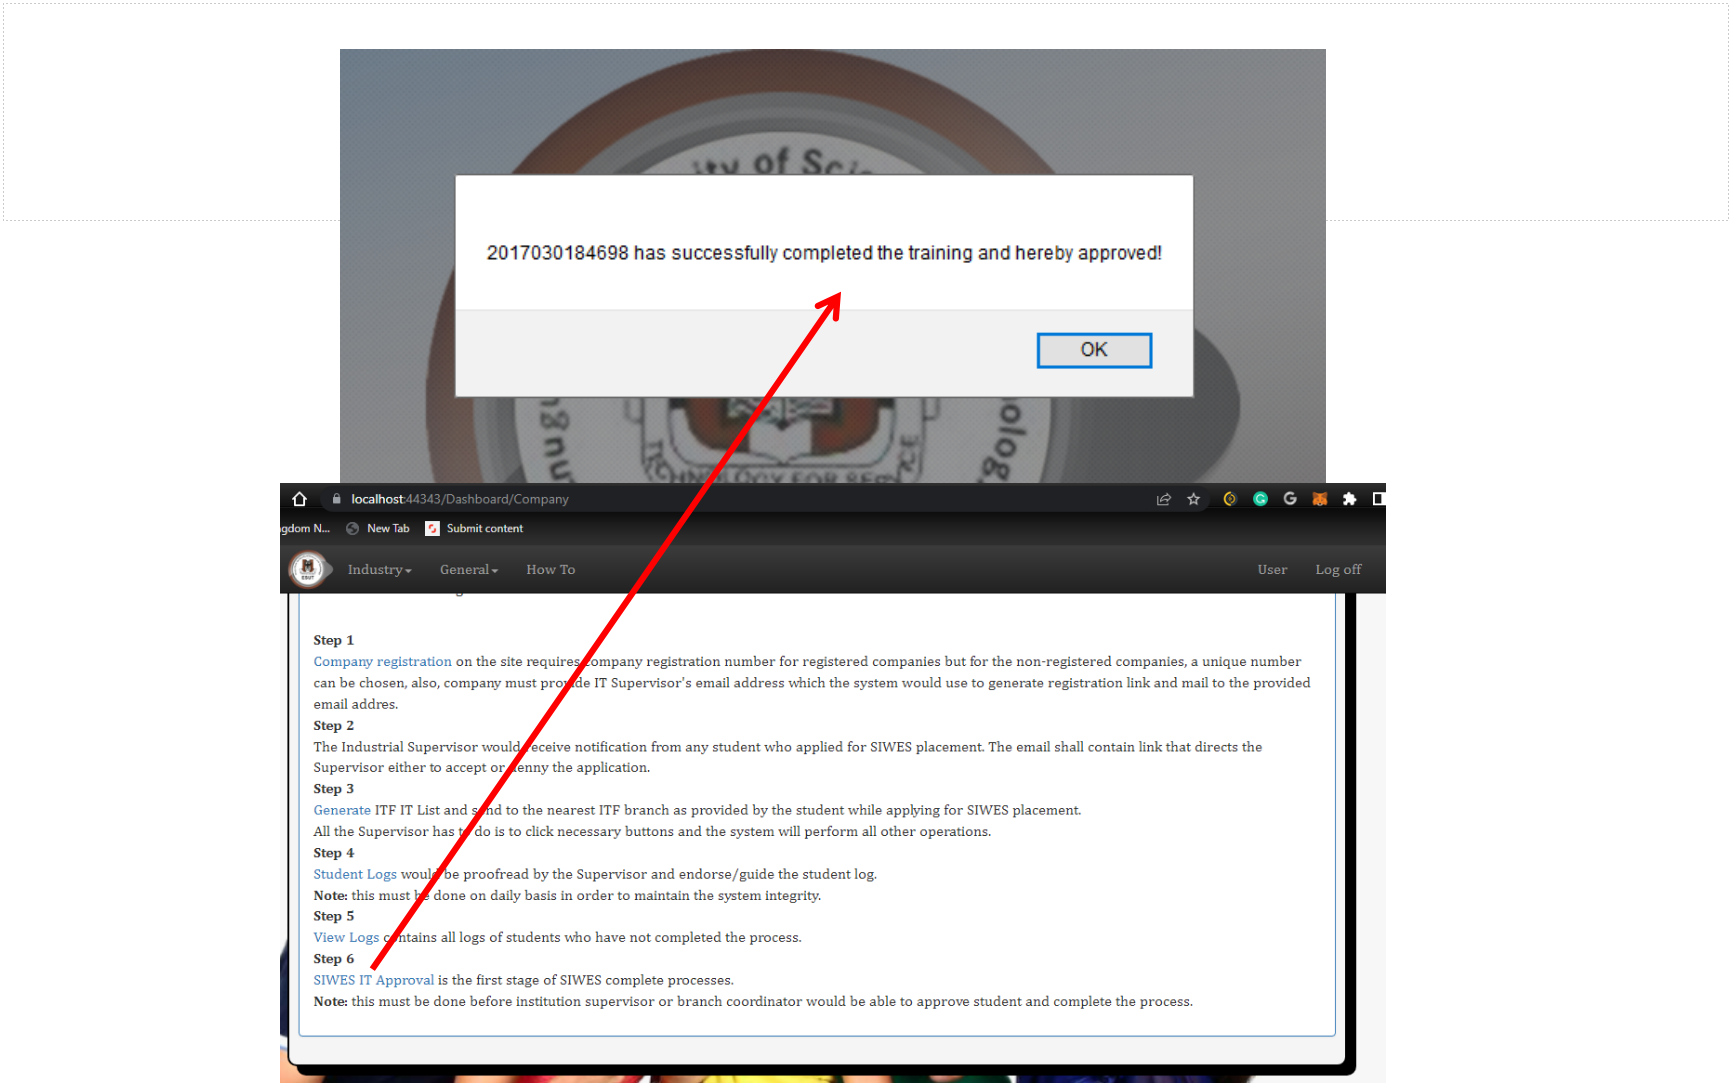 ity of Sc
2017030184698 has successfully completed the training and hereby approved!
OK
TECHNOLOGY FOR SERVICE
localhost:44343/Dashboard/Company
gdom N...
New Tab
Submit content
Industry
General
How To
User
Log off
Step 1
Company registration on the site requires company registration number for registered companies but for the non-registered companies, a unique number
can be chosen, also, company must provide IT Supervisor's email address which the system would use to generate registration link and mail to the provided
email addres.
Step 2
The Industrial Supervisor would receive notification from any student who applied for SIWES placement. The email shall contain link that directs the
Supervisor either to accept or denny the application.
Step 3
Generate ITF IT List and send to the nearest ITF branch as provided by the student while applying for SIWES placement.
All the Supervisor has to do is to click necessary buttons and the system will perform all other operations.
Step 4
Student Logs would be proofread by the Supervisor and endorse/guide the student log.
Note: this must be done on daily basis in order to maintain the system integrity.
Step 5
View Logs contains all logs of students who have not completed the process.
Step 6
SIWES IT Approval is the first stage of SIWES complete processes.
Note: this must be done before institution supervisor or branch coordinator would be able to approve student and complete the process.